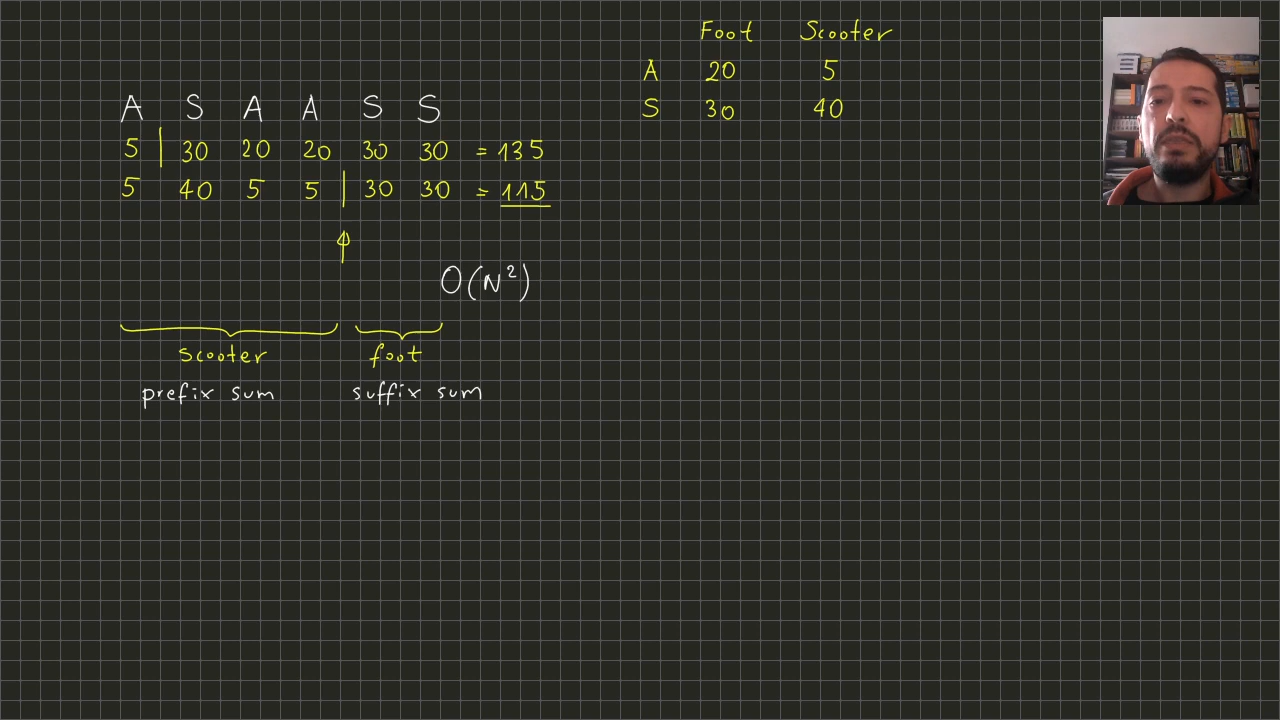 Foot Scooter
A 20 5
S 30 40
A S A A S S
5 | 30 20 20 30 30 = 135
5 40 5 5 | 30 30 = 115
O(N²)
scooter foot
prefix sum suffix sum